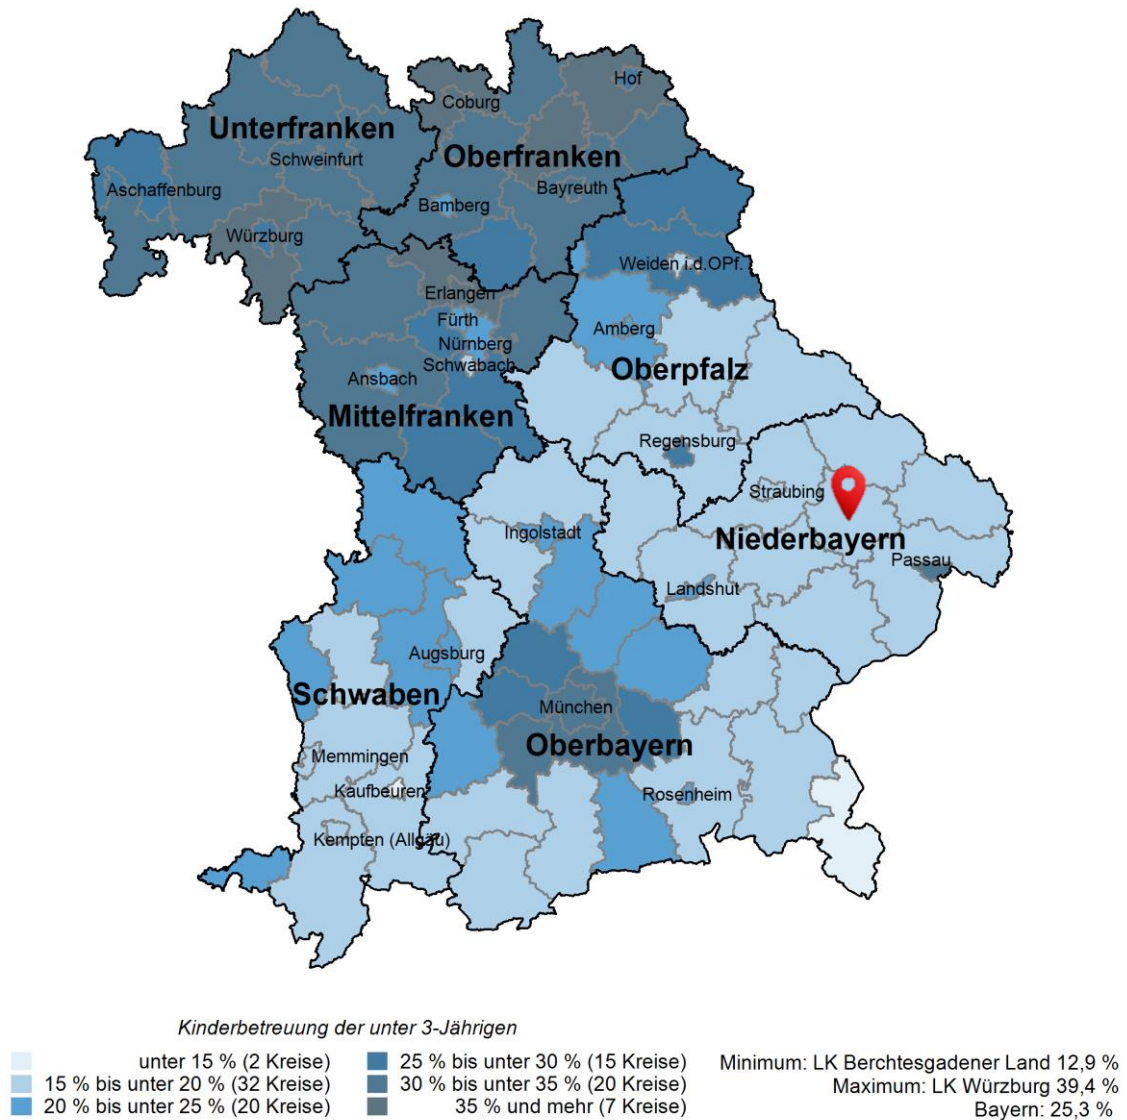 Hof
Coburg
Unterfranken
Schweinfurt
Oberfranken
Aschaffenburg
Bayreuth
Bamberg
Würzburg
Weiden i.d.OPf.
Erlangen
Fürth
Amberg
Nürnberg
Schwabach
Oberpfalz
Ansbach
Mittelfranken
Regensburg
Straubing
Ingolstadt
Niederbayern
Passau
Landshut
Augsburg
Schwaben
München
Oberbayern
Memmingen
Kaufbeuren
Rosenheim
Kempten (Allgäu)
Kinderbetreuung der unter 3-Jährigen
unter 15 % (2 Kreise)
15 % bis unter 20 % (32 Kreise)
20 % bis unter 25 % (20 Kreise)
25 % bis unter 30 % (15 Kreise)
30 % bis unter 35 % (20 Kreise)
35 % und mehr (7 Kreise)
Minimum: LK Berchtesgadener Land 12,9 %
Maximum: LK Würzburg 39,4 %
Bayern: 25,3 %